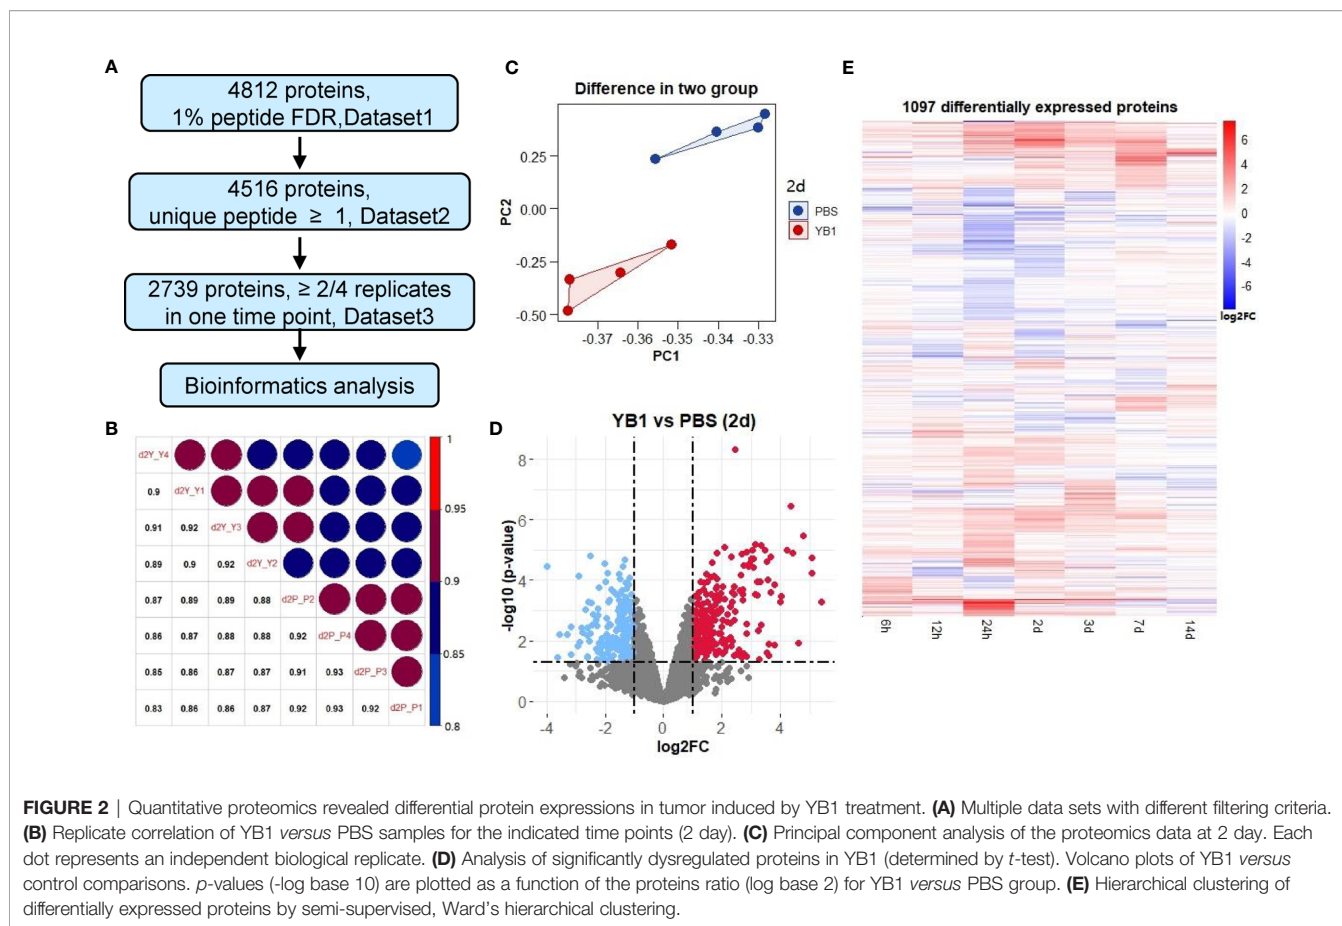 A
4812 proteins,
1% peptide FDR,Dataset1
4516 proteins,
unique peptide ≥ 1, Dataset2
2739 proteins, ≥ 2/4 replicates
in one time point, Dataset3
Bioinformatics analysis
B
d2Y_Y4
0.9 d2Y_Y1
0.91 0.92 d2Y_Y3
0.89 0.9 0.92 d2Y_Y2
0.87 0.89 0.89 0.88 d2P_P2
0.86 0.87 0.88 0.88 0.92 d2P_P4
0.85 0.86 0.87 0.87 0.91 0.93 d2P_P3
0.83 0.86 0.86 0.87 0.92 0.93 0.92 d2P_P1
1
0.95
0.9
0.85
0.8
C
Difference in two group
PC2
0.25
0.00
-0.25
-0.50
-0.37 -0.36 -0.35 -0.34 -0.33
PC1
2d
PBS
YB1
D
YB1 vs PBS (2d)
-log10 (p-value)
8
6
4
2
0
-4 -2 0 2 4
log2FC
E
1097 differentially expressed proteins
6
4
2
0
-2
-4
-6
log2FC
6h 12h 24h 2d 3d 7d 14d
FIGURE 2 | Quantitative proteomics revealed differential protein expressions in tumor induced by YB1 treatment. (A) Multiple data sets with different filtering criteria.
(B) Replicate correlation of YB1 versus PBS samples for the indicated time points (2 day). (C) Principal component analysis of the proteomics data at 2 day. Each
dot represents an independent biological replicate. (D) Analysis of significantly dysregulated proteins in YB1 (determined by t-test). Volcano plots of YB1 versus
control comparisons. p-values (-log base 10) are plotted as a function of the proteins ratio (log base 2) for YB1 versus PBS group. (E) Hierarchical clustering of
differentially expressed proteins by semi-supervised, Ward's hierarchical clustering.